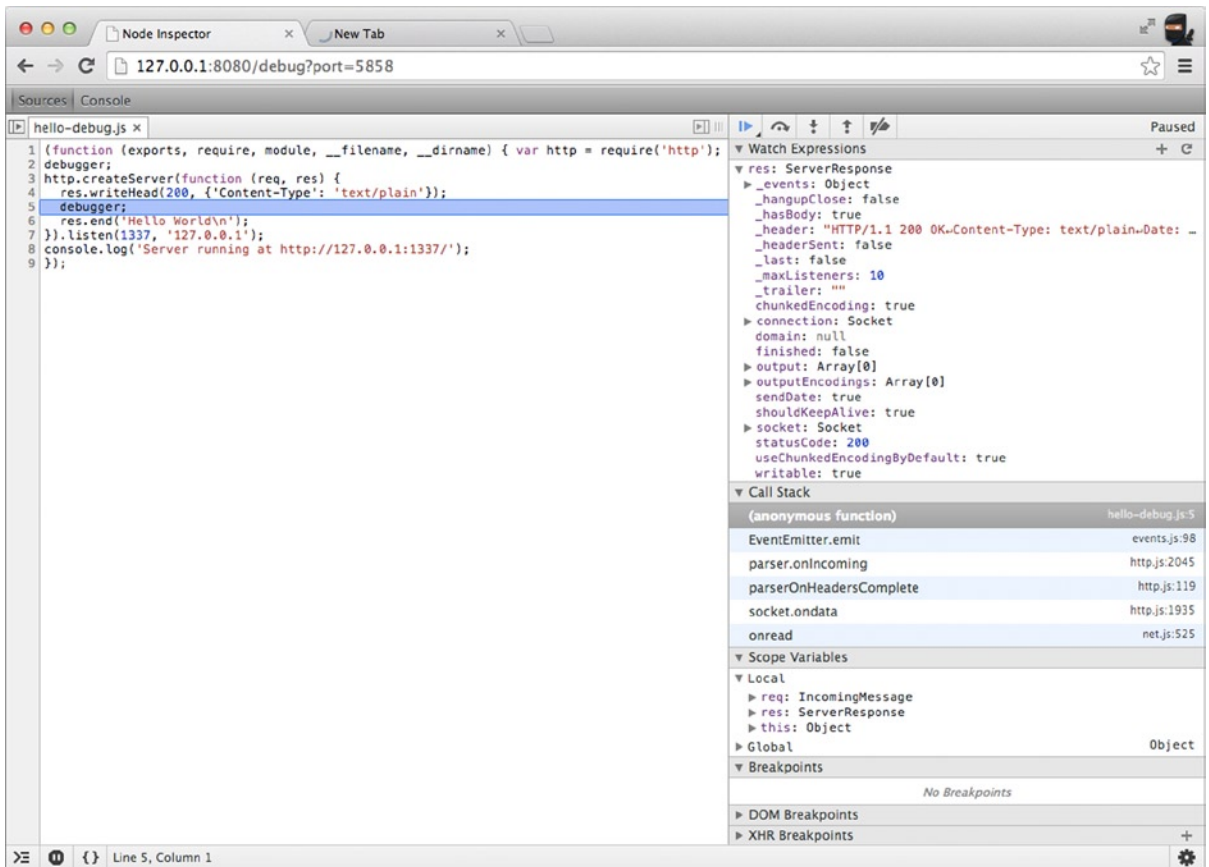 Node Inspector
New Tab
127.0.0.1:8080/debug?port=5858
Sources Console
hello-debug.js
1 (function (exports, require, module, __filename, __dirname) { var http = require('http');
2 debugger;
3 http.createServer(function (req, res) {
4   res.writeHead(200, {'Content-Type': 'text/plain'});
5   debugger;
6   res.end('Hello World\n');
7 }).listen(1337, '127.0.0.1');
8 console.log('Server running at http://127.0.0.1:1337/');
9 });
Paused
Watch Expressions
res: ServerResponse
_events: Object
_hangupClose: false
_hasBody: true
_header: "HTTP/1.1 200 OK↵Content-Type: text/plain↵Date: …
_headerSent: false
_last: false
_maxListeners: 10
_trailer: ""
chunkedEncoding: true
connection: Socket
domain: null
finished: false
output: Array[0]
outputEncodings: Array[0]
sendDate: true
shouldKeepAlive: true
socket: Socket
statusCode: 200
useChunkedEncodingByDefault: true
writable: true
Call Stack
(anonymous function) hello-debug.js:5
EventEmitter.emit events.js:98
parser.onIncoming http.js:2045
parserOnHeadersComplete http.js:119
socket.ondata http.js:1935
onread net.js:525
Scope Variables
Local
req: IncomingMessage
res: ServerResponse
this: Object
Global Object
Breakpoints
No Breakpoints
DOM Breakpoints
XHR Breakpoints
{ } Line 5, Column 1